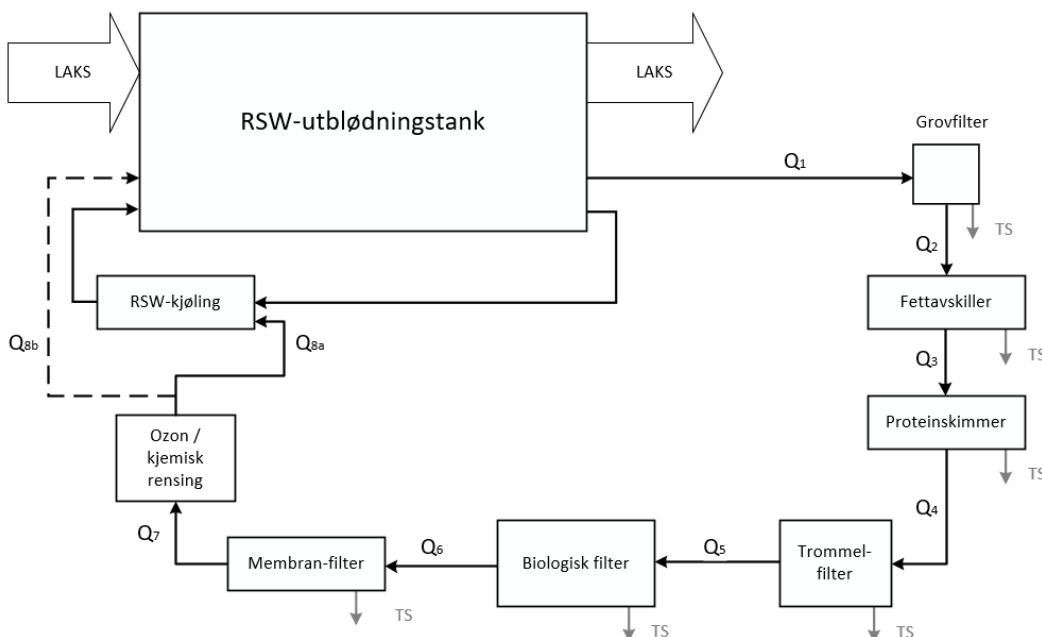 LAKS
RSW-utblødningstank
LAKS
Grovfilter
Q1
TS
Q2
RSW-kjøling
Fettavskiller
Q8b
Q8a
Q3
TS
Proteinskimmer
Ozon /
kjemisk
rensing
TS
Q4
Q7
Q6
Q5
Membran-filter
Biologisk filter
Trommel-
filter
TS
TS
TS